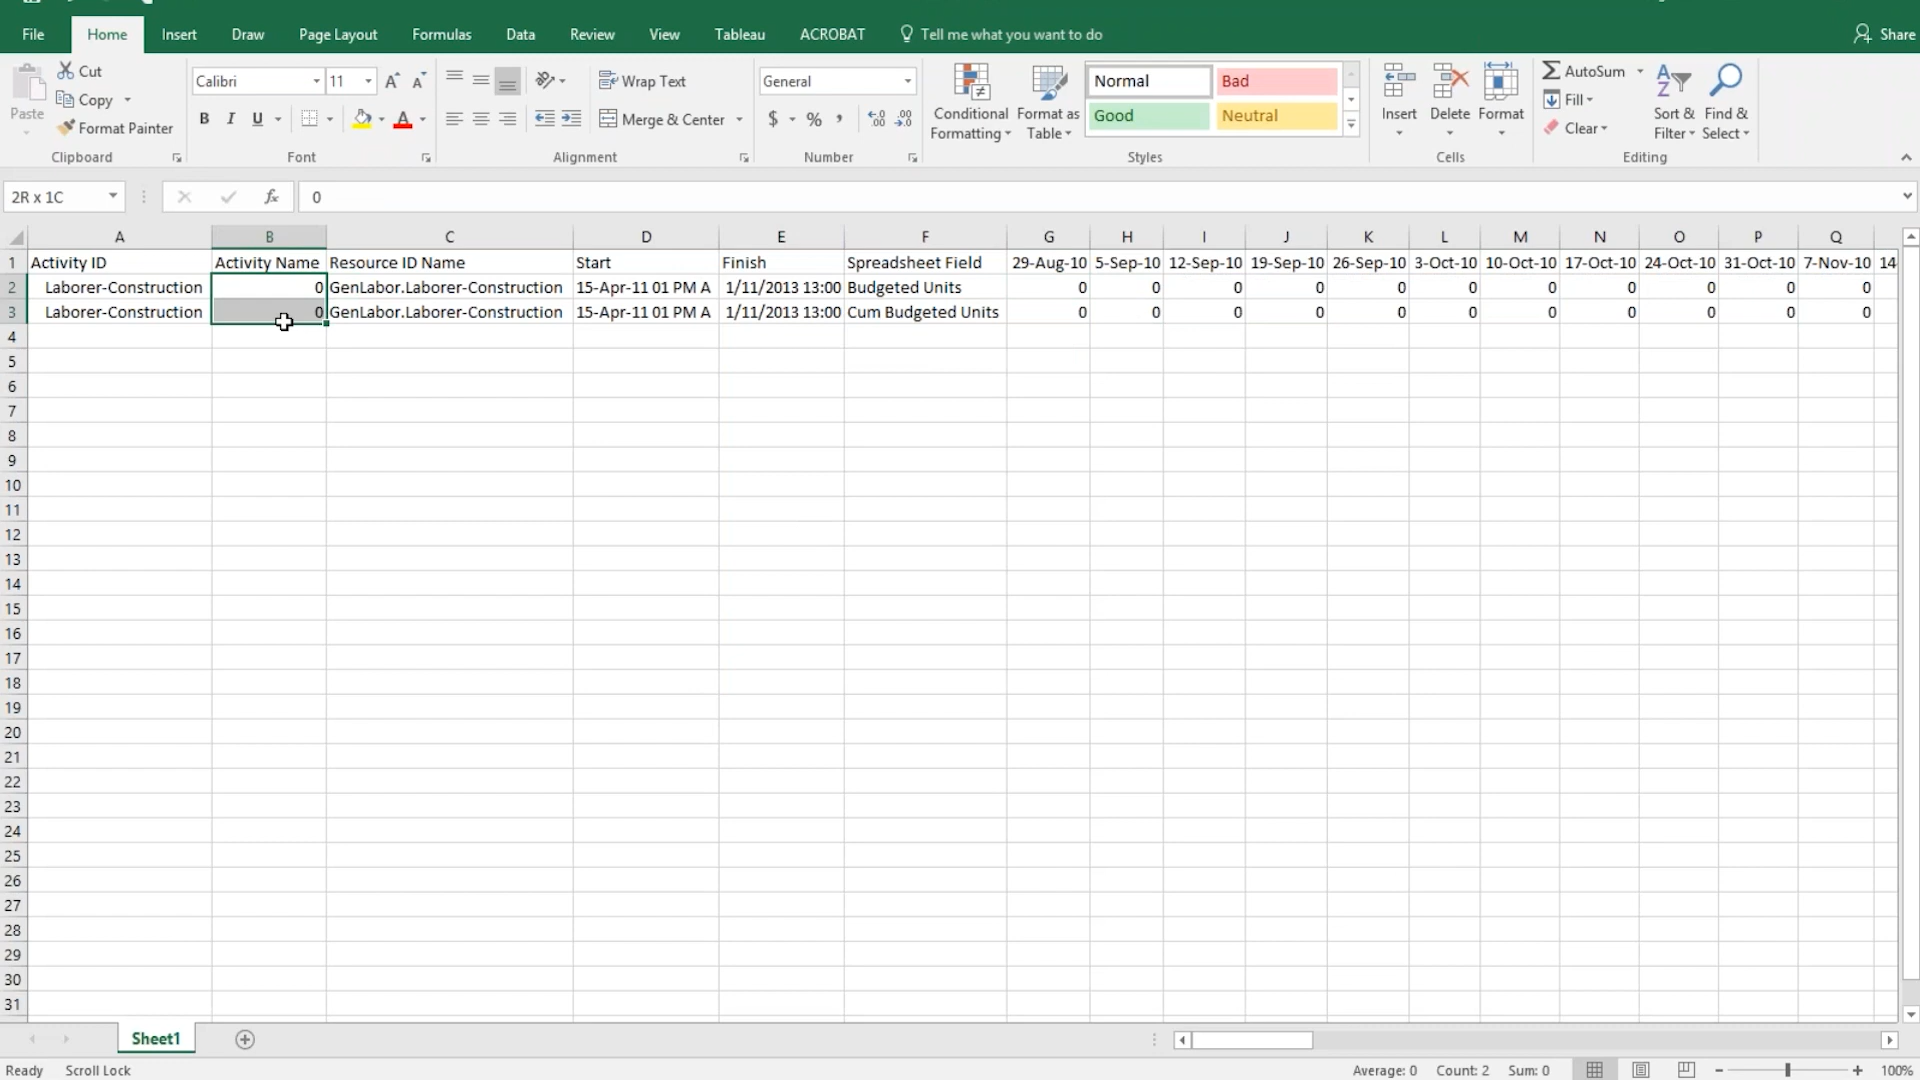 File Home Insert Draw Page Layout Formulas Data Review View Tableau ACROBAT Tell me what you want to do Share
Paste
Cut
Copy
Format Painter
Clipboard
Calibri 11
B I U
Font
Wrap Text
Merge & Center
Alignment
General
$ % ,
Number
Conditional Formatting
Format as Table
Normal Bad
Good Neutral
Styles
Insert Delete Format
Cells
AutoSum
Fill
Clear
Sort & Filter
Find & Select
Editing
2R x 1C fx 0
A B C D E F G H I J K L M N O P Q
1 Activity ID Activity Name Resource ID Name Start Finish Spreadsheet Field 29-Aug-10 5-Sep-10 12-Sep-10 19-Sep-10 26-Sep-10 3-Oct-10 10-Oct-10 17-Oct-10 24-Oct-10 31-Oct-10 7-Nov-10 14-
2 Laborer-Construction 0 GenLabor.Laborer-Construction 15-Apr-11 01 PM A 1/11/2013 13:00 Budgeted Units 0 0 0 0 0 0 0 0 0 0 0
3 Laborer-Construction 0 GenLabor.Laborer-Construction 15-Apr-11 01 PM A 1/11/2013 13:00 Cum Budgeted Units 0 0 0 0 0 0 0 0 0 0 0
4
5
6
7
8
9
10
11
12
13
14
15
16
17
18
19
20
21
22
23
24
25
26
27
28
29
30
31
Sheet1
Ready Scroll Lock Average: 0 Count: 2 Sum: 0 100%